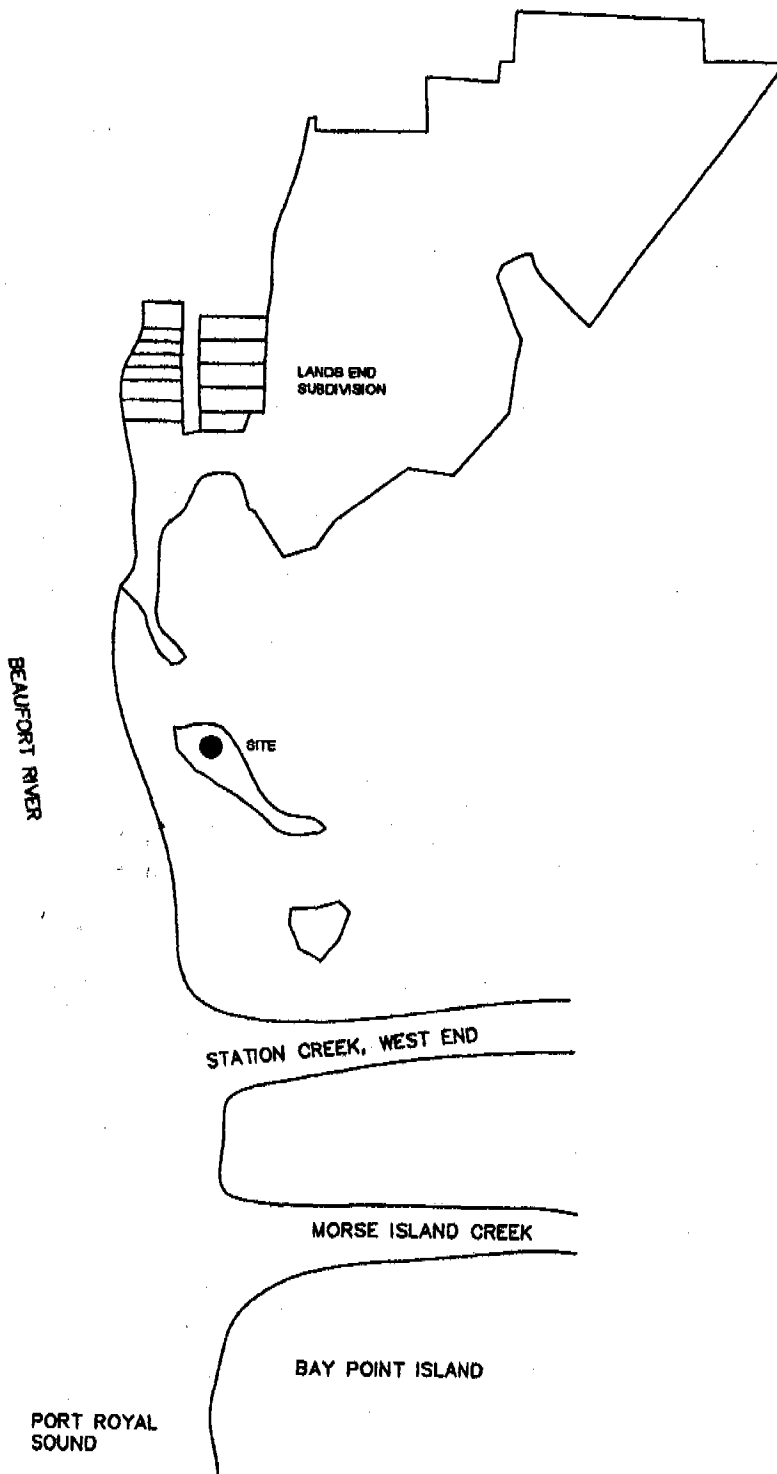 LANDS END
SUBDIVISION
BEAUFORT RIVER
SITE
STATION CREEK, WEST END
MORSE ISLAND CREEK
BAY POINT ISLAND
PORT ROYAL
SOUND